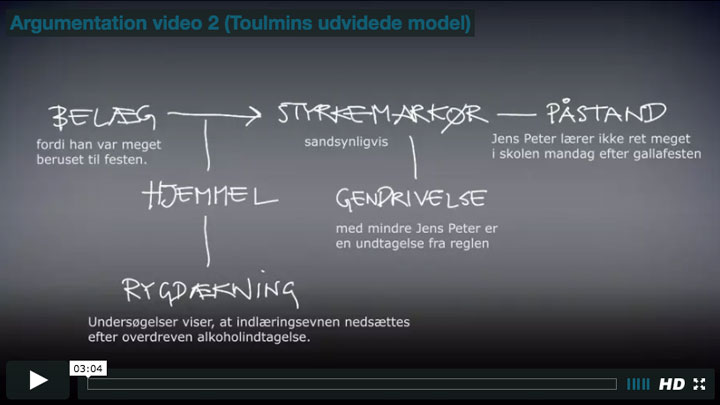 Argumentation video 2 (Toulmins udvidede model)
BELÆG
STYRKEMARKØR
PÅSTAND
fordi han var meget
beruset til festen.
sandsynligvis
Jens Peter lærer ikke ret meget
i skolen mandag efter gallafesten
HJEMMEL
GENDRIVELSE
med mindre Jens Peter er
en undtagelse fra reglen
RYGDÆKNING
Undersøgelser viser, at indlæringsevnen nedsættes
efter overdreven alkoholindtagelse.
03:04
HD